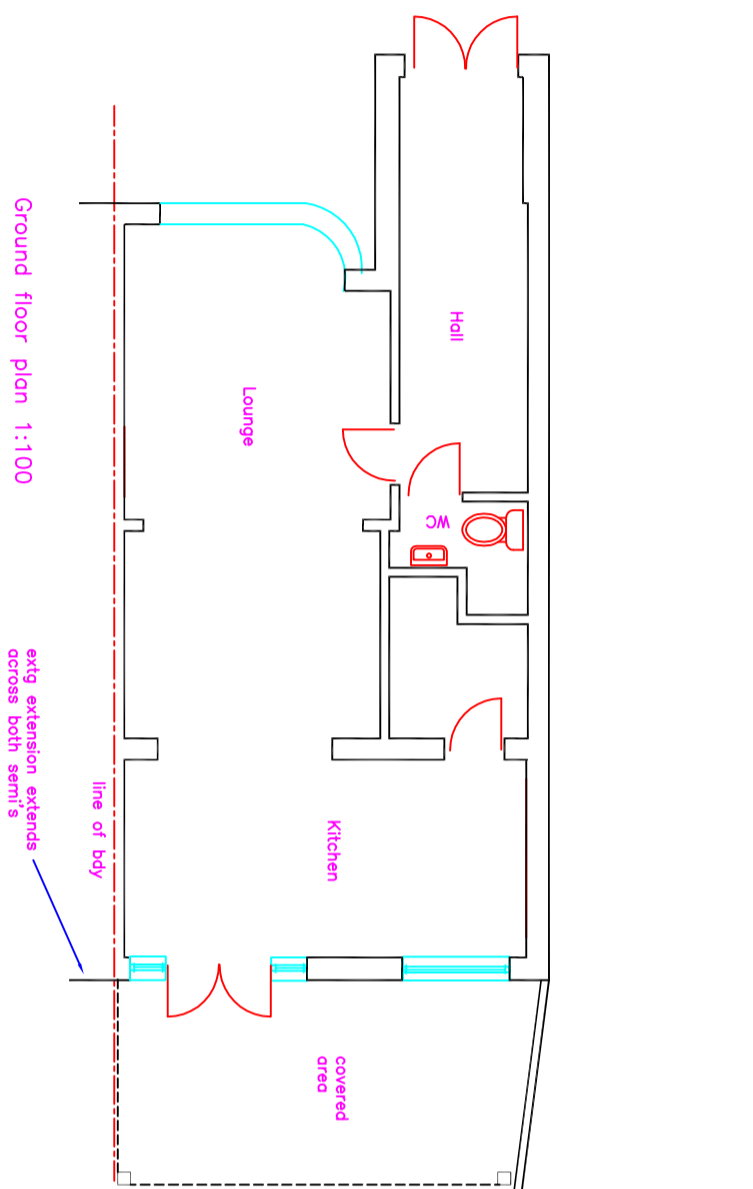 Hall
Lounge
WC
Kitchen
covered
area
line of bdy
extg extension extends
across both semi's
Ground floor plan 1:100